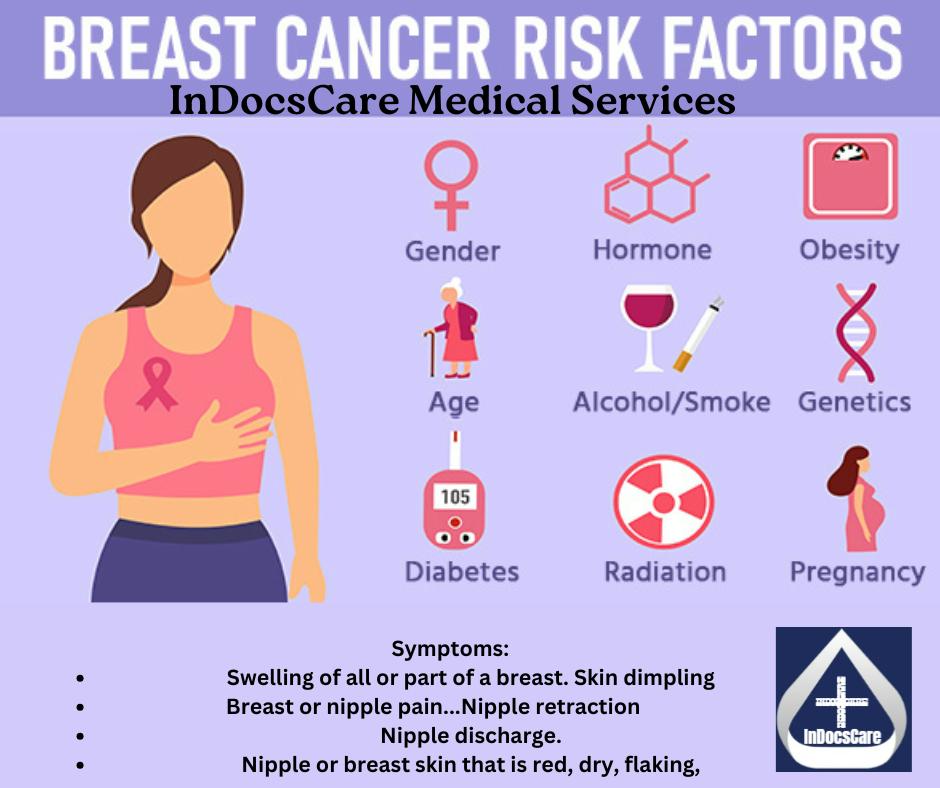 BREAST CANCER RISK FACTORS
InDocsCare Medical Services
Gender
Hormone
Obesity
Age
Alcohol/Smoke
Genetics
105
Diabetes
Radiation
Pregnancy
Symptoms:
• Swelling of all or part of a breast. Skin dimpling
• Breast or nipple pain...Nipple retraction
• Nipple discharge.
• Nipple or breast skin that is red, dry, flaking,
InDocsCare